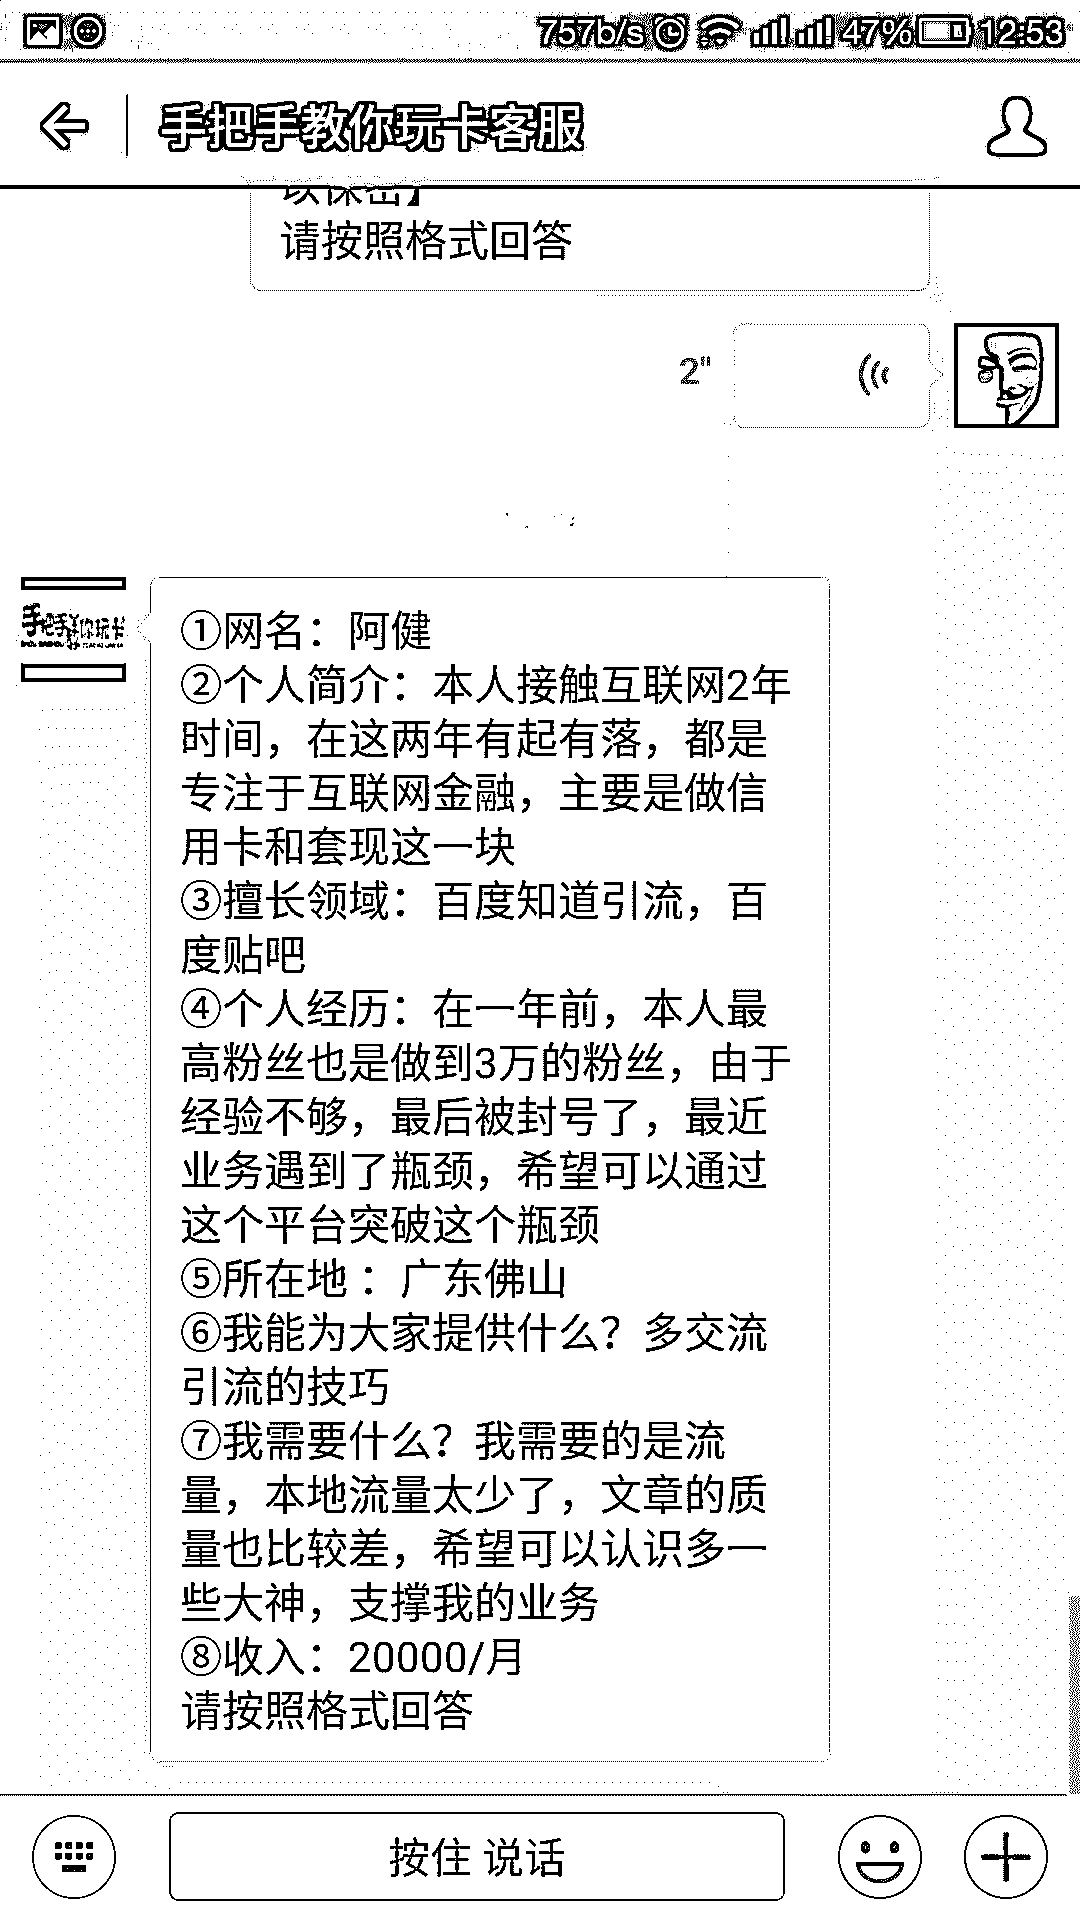 757b/s 47% 12:53
手把手教你玩卡客服
以保密】
请按照格式回答
2"
手把手教你玩卡
①网名：阿健
②个人简介：本人接触互联网2年
时间，在这两年有起有落，都是
专注于互联网金融，主要是做信
用卡和套现这一块
③擅长领域：百度知道引流，百
度贴吧
④个人经历：在一年前，本人最
高粉丝也是做到3万的粉丝，由于
经验不够，最后被封号了，最近
业务遇到了瓶颈，希望可以通过
这个平台突破这个瓶颈
⑤所在地 ：广东佛山
⑥我能为大家提供什么？多交流
引流的技巧
⑦我需要什么？我需要的是流
量，本地流量太少了，文章的质
量也比较差，希望可以认识多一
些大神，支撑我的业务
⑧收入：20000/月
请按照格式回答
按住 说话